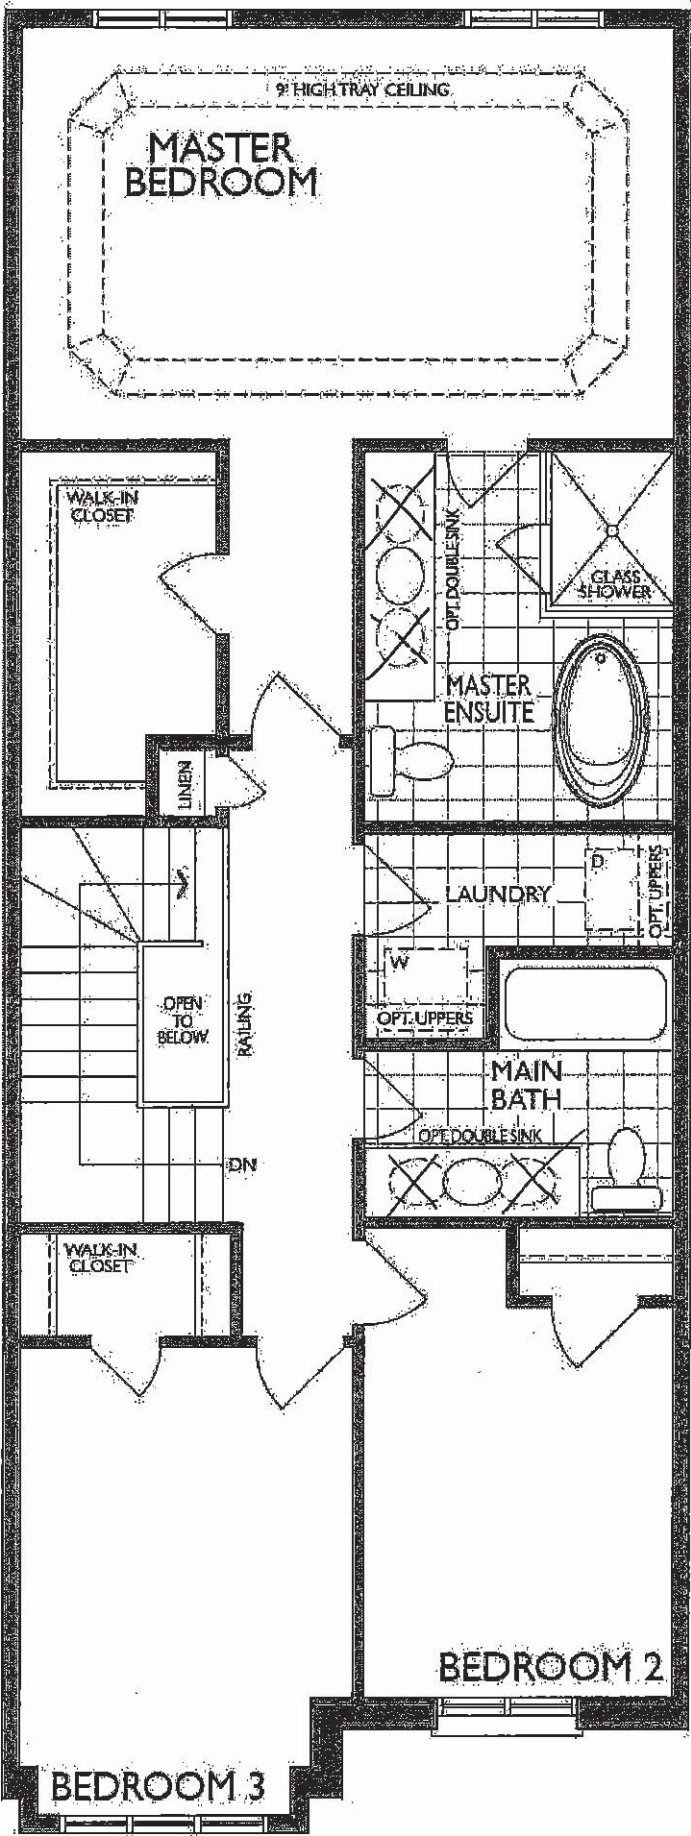 9' HIGH TRAY CEILING
MASTER
BEDROOM
WALK-IN
CLOSET
OPT. DOUBLE SINK
GLASS
SHOWER
MASTER
ENSUITE
LINEN
LAUNDRY
D
OPT. UPPERS
W
OPT. UPPERS
OPEN
TO
BELOW
RAILING
MAIN
BATH
OPT. DOUBLE SINK
DN
WALK-IN
CLOSET
BEDROOM 2
BEDROOM 3